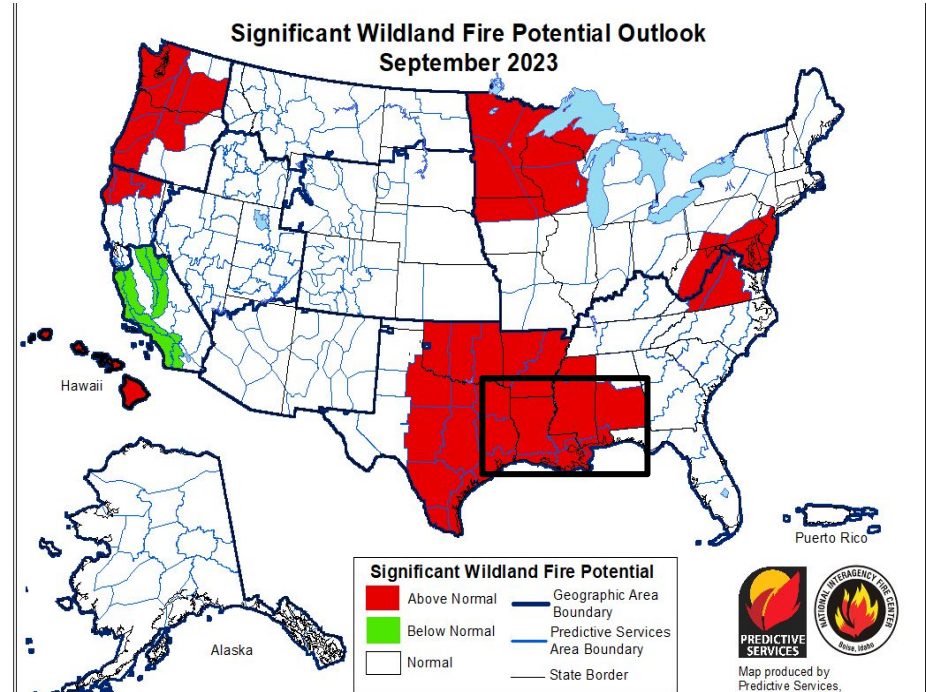 Significant Wildland Fire Potential Outlook
September 2023
Hawaii
Alaska
Puerto Rico
Significant Wildland Fire Potential
Above Normal
Below Normal
Normal
Geographic Area
Boundary
Predictive Services
Area Boundary
State Border
PREDICTIVE
SERVICES
NATIONAL INTERAGENCY FIRE CENTER
Boise, Idaho
Map produced by
Predictive Services,